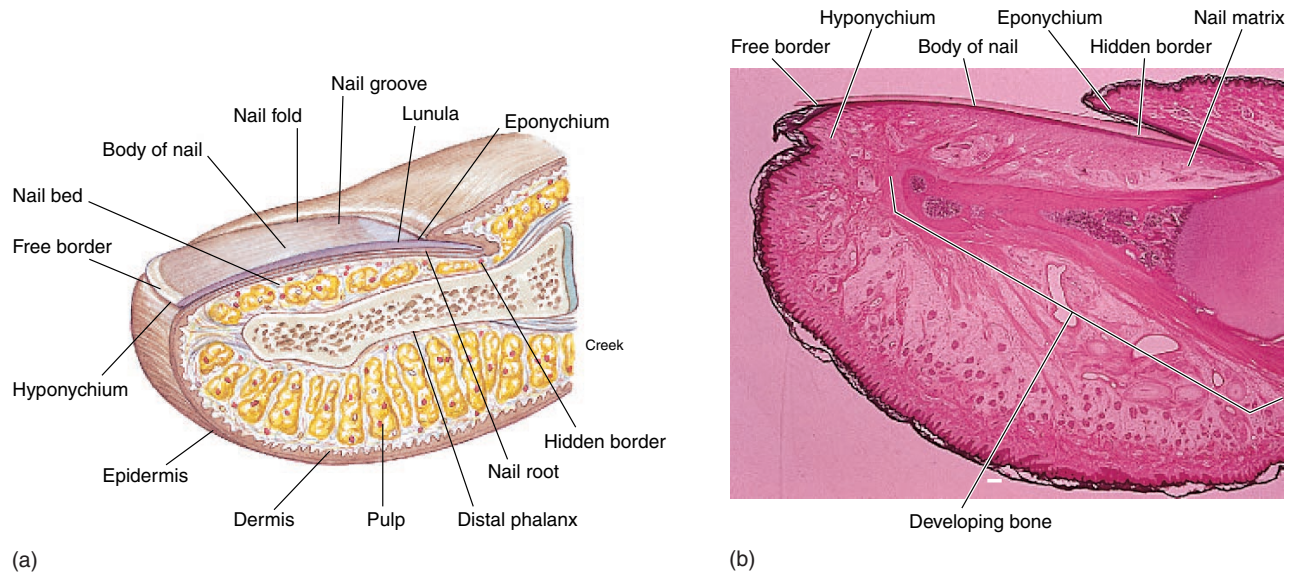 Nail groove
Nail fold
Lunula
Eponychium
Body of nail
Nail bed
Free border
Hyponychium
Epidermis
Dermis
Pulp
Distal phalanx
Nail root
Hidden border
Creek
(a)
Hyponychium
Eponychium
Nail matrix
Free border
Body of nail
Hidden border
Developing bone
(b)